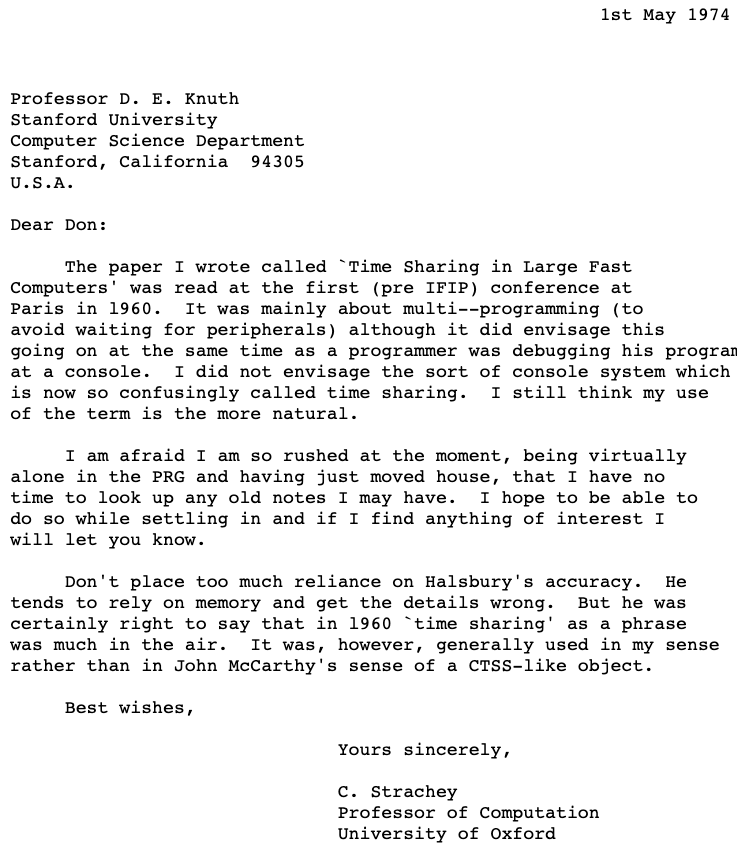 1st May 1974
Professor D. E. Knuth
Stanford University
Computer Science Department
Stanford, California  94305
U.S.A.
Dear Don:
The paper I wrote called `Time Sharing in Large Fast
Computers' was read at the first (pre IFIP) conference at
Paris in 1960.  It was mainly about multi--programming (to
avoid waiting for peripherals) although it did envisage this
going on at the same time as a programmer was debugging his program
at a console.  I did not envisage the sort of console system which
is now so confusingly called time sharing.  I still think my use
of the term is the more natural.
I am afraid I am so rushed at the moment, being virtually
alone in the PRG and having just moved house, that I have no
time to look up any old notes I may have.  I hope to be able to
do so while settling in and if I find anything of interest I
will let you know.
Don't place too much reliance on Halsbury's accuracy.  He
tends to rely on memory and get the details wrong.  But he was
certainly right to say that in 1960 `time sharing' as a phrase
was much in the air.  It was, however, generally used in my sense
rather than in John McCarthy's sense of a CTSS-like object.
Best wishes,
Yours sincerely,
C. Strachey
Professor of Computation
University of Oxford